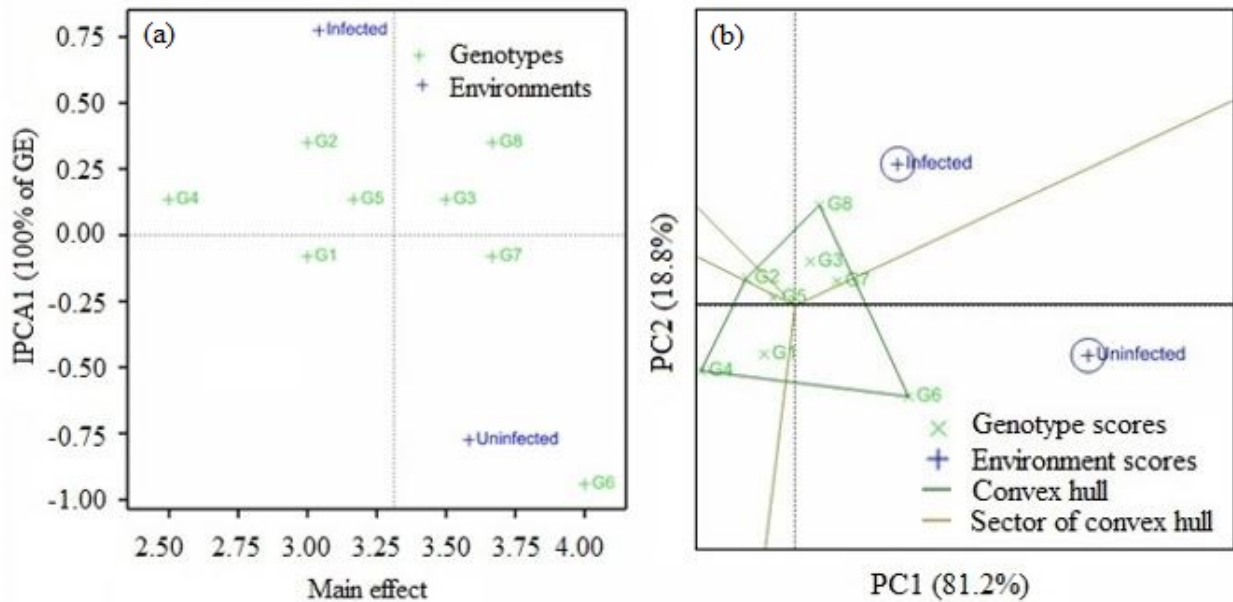 (a)
Infected
Genotypes
Environments
G2
G8
G4
G5
G3
G1
G7
Uninfected
G6
0.75
0.50
0.25
0.00
-0.25
-0.50
-0.75
-1.00
IPCA1 (100% of GE)
2.50 2.75 3.00 3.25 3.50 3.75 4.00
Main effect
(b)
Infected
G8
G3
G2
G7
G5
Uninfected
G1
G4
G6
Genotype scores
Environment scores
Convex hull
Sector of convex hull
PC2 (18.8%)
PC1 (81.2%)